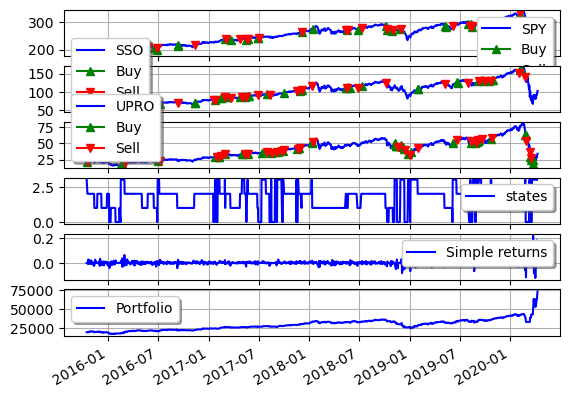 300
200
SPY
Buy
SSO
Buy
Sell
150
100
50
UPRO
Buy
Sell
75
50
25
2.5
0.0
states
0.2
0.0
Simple returns
75000
50000
25000
Portfolio
2016-01
2016-07
2017-01
2017-07
2018-01
2018-07
2019-01
2019-07
2020-01